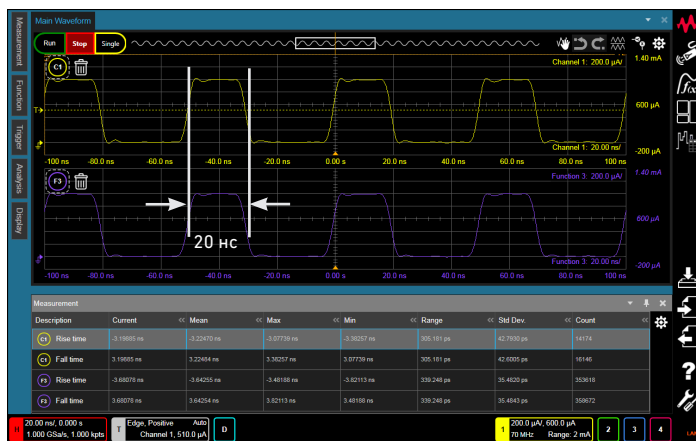 Main Waveform
Measurement
Function
Trigger
Analysis
Display
Run
Stop
Single
C1
Channel 1: 200.0 µA/
1.40 mA
T
600 µA
Channel 1: 20.00 ns/
-200 µA
-100 ns -80.0 ns -60.0 ns -40.0 ns -20.0 ns 0.00 s 20.0 ns 40.0 ns 60.0 ns 80.0 ns 100 ns
F3
Function 3: 200.0 µA/
1.40 mA
600 µA
20 нс
Function 3: 20.00 ns/
-200 µA
-100 ns -80.0 ns -60.0 ns -40.0 ns -20.0 ns 0.00 s 20.0 ns 40.0 ns 60.0 ns 80.0 ns 100 ns
f(x)
Measurement
Description Current Mean Max Min Range Std Dev. Count
C1 Rise time -3.19685 ns -3.22470 ns -3.07739 ns -3.38257 ns 305.181 ps 42.7930 ps 14174
C1 Fall time 3.19685 ns 3.22484 ns 3.38257 ns 3.07739 ns 305.181 ps 42.6005 ps 16146
F3 Rise time -3.68078 ns -3.64255 ns -3.48188 ns -3.82113 ns 339.248 ps 35.4820 ps 353618
F3 Fall time 3.68078 ns 3.64254 ns 3.82113 ns 3.48188 ns 339.248 ps 35.4843 ps 358672
H
20.00 ns/, 0.000 s
1.000 GSa/s, 1.000 kpts
T
Edge, Positive Auto
Channel 1, 510.0 µA
D
1
200.0 µA/, 600.0 µA
70 MHz Range: 2 mA
2
3
4
?
LAN